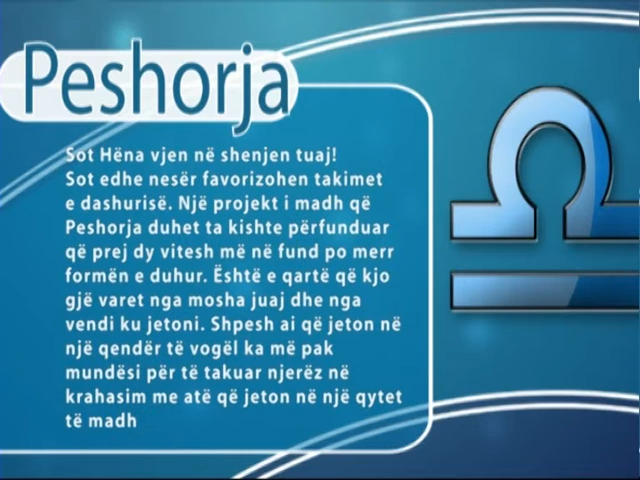 Peshorja
Sot Hëna vjen në shenjen tuaj!
Sot edhe nesër favorizohen takimet
e dashurisë. Një projekt i madh që
Peshorja duhet ta kishte përfunduar
që prej dy vitesh më në fund po merr
formën e duhur. Është e qartë që kjo
gjë varet nga mosha juaj dhe nga
vendi ku jetoni. Shpesh ai që jeton në
një qendër të vogël ka më pak
mundësi për të takuar njerëz në
krahasim me atë që jeton në një qytet
të madh